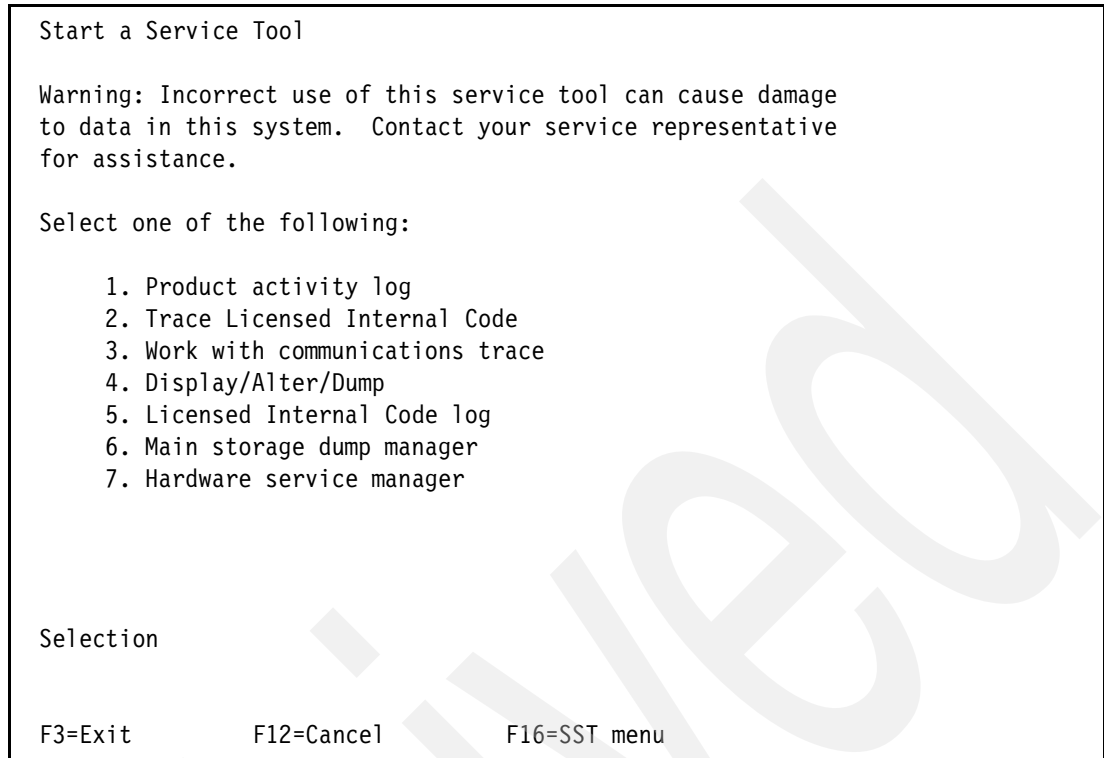 Start a Service Tool
Warning: Incorrect use of this service tool can cause damage
to data in this system.  Contact your service representative
for assistance.
Select one of the following:
1. Product activity log
2. Trace Licensed Internal Code
3. Work with communications trace
4. Display/Alter/Dump
5. Licensed Internal Code log
6. Main storage dump manager
7. Hardware service manager
Selection
F3=Exit F12=Cancel F16=SST menu
ived